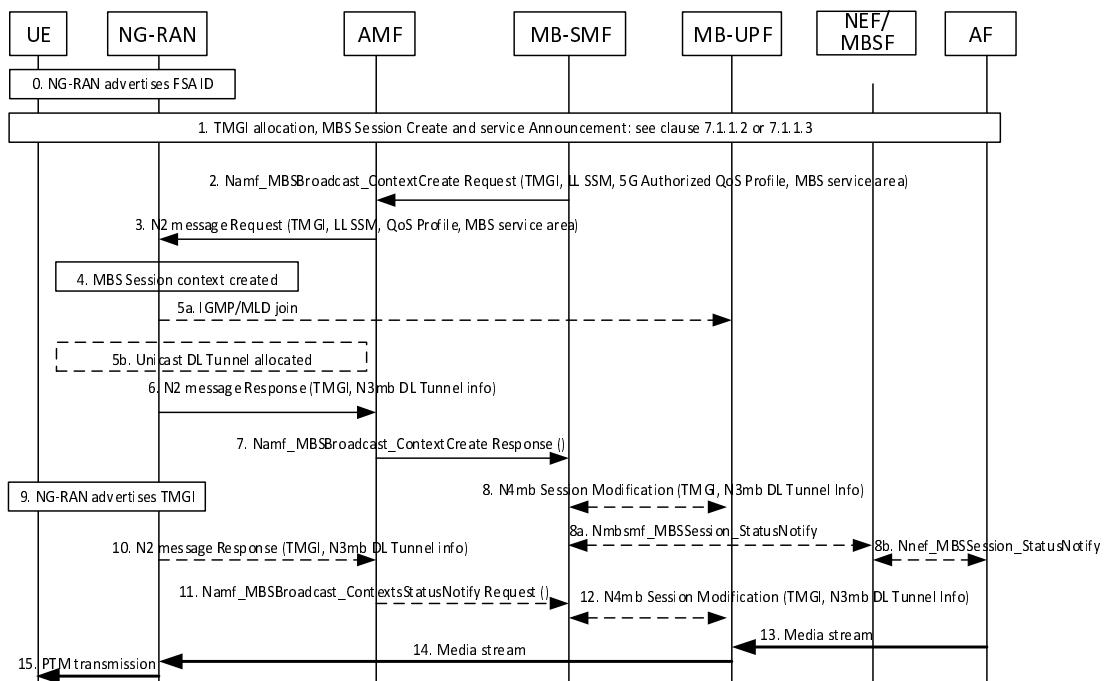 UE
NG-RAN
AMF
MB-SMF
MB-UPF
NEF/
MBSF
AF
0. NG-RAN advertises FSA ID
1. TMGI allocation, MBS Session Create and service Announcement: see clause 7.1.1.2 or 7.1.1.3
2. Namf_MBSBroadcast_ContextCreate Request (TMGI, LL SSM, 5G Authorized QoS Profile, MBS service area)
3. N2 message Request (TMGI, LL SSM, QoS Profile, MBS service area)
4. MBS Session context created
5a. IGMP/MLD join
5b. Unicast DL Tunnel allocated
6. N2 message Response (TMGI, N3mb DL Tunnel info)
7. Namf_MBSBroadcast_ContextCreate Response ()
8. N4mb Session Modification (TMGI, N3mb DL Tunnel Info)
9. NG-RAN advertises TMGI
8a. Nmbsmf_MBSSession_StatusNotify
8b. Nnef_MBSSession_StatusNotify
10. N2 message Response (TMGI, N3mb DL Tunnel info)
11. Namf_MBSBroadcast_ContextsStatusNotify Request ()
12. N4mb Session Modification (TMGI, N3mb DL Tunnel Info)
13. Media stream
14. Media stream
15. PTM transmission